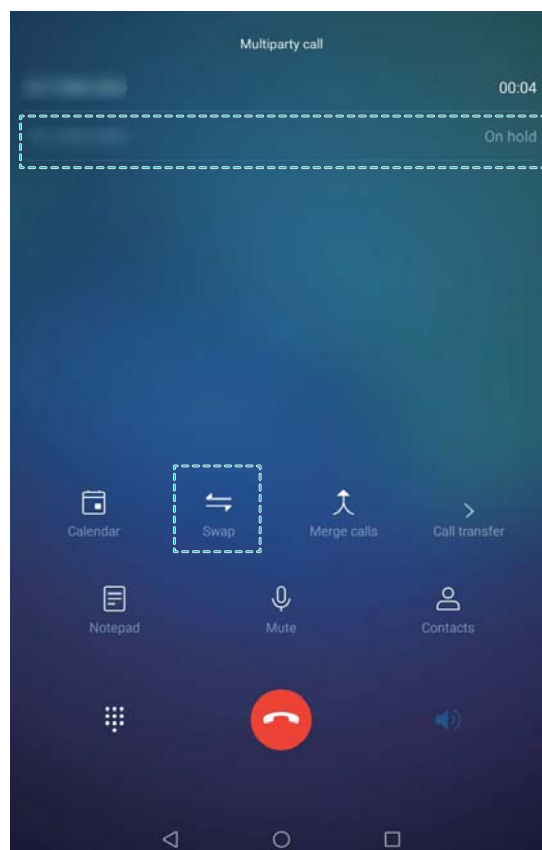 Multiparty call
00:04
On hold
Calendar Swap Merge calls Call transfer
Notepad Mute Contacts